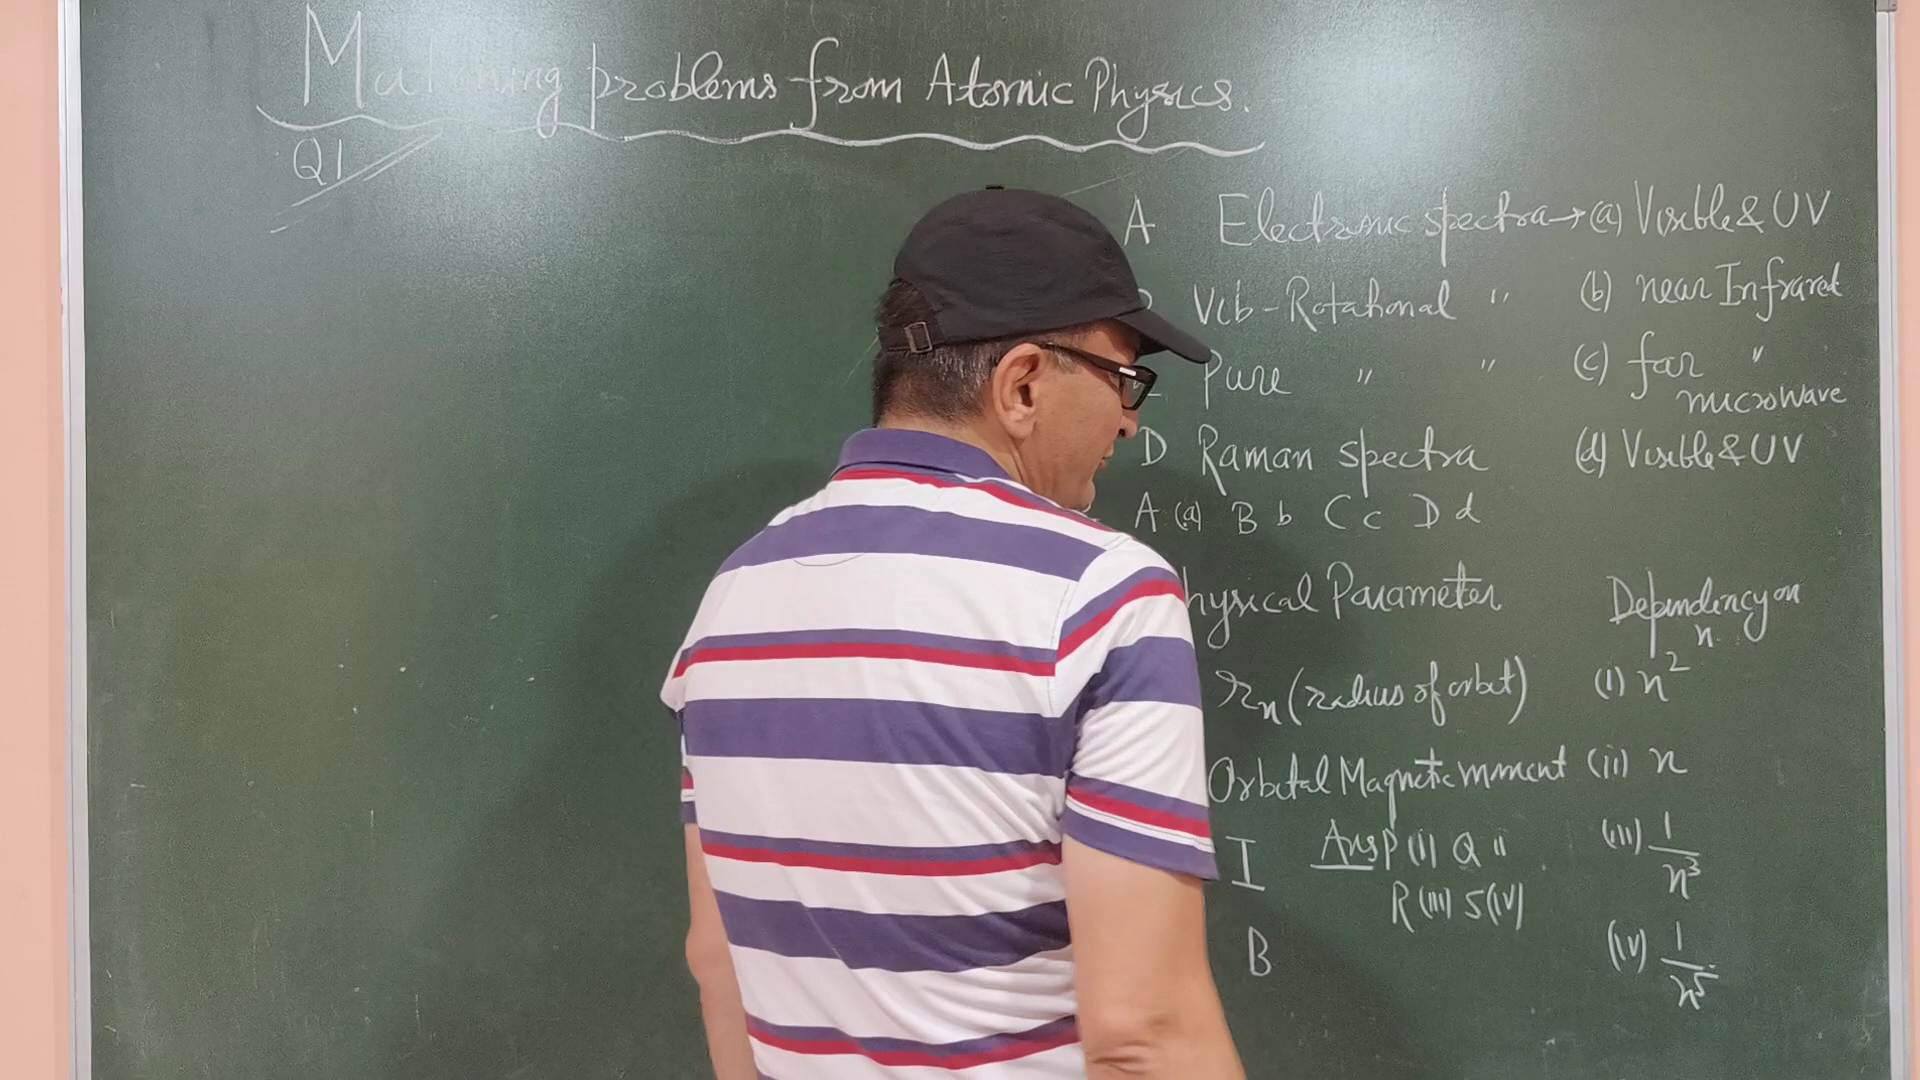 Matching problems from Atomic Physics.
Q1
A Electronic spectra → (a) Visible & UV
Vib-Rotational " (b) near Infrared
Pure " " (c) far "
microwave
D Raman spectra (d) Visible & UV
A (a) B b C c D d
hysical Parameter Dependency on
n
rn (radius of orbit) (i) n²
Orbital Magnetic moment (ii) n
I Ans P (i) Q ii (iii) 1/n³
R (iii) S (iv)
B (iv) 1/n⁵